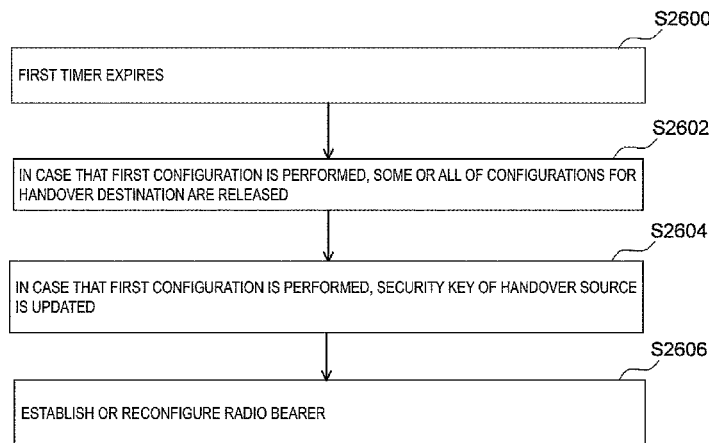 S2600
FIRST TIMER EXPIRES
S2602
IN CASE THAT FIRST CONFIGURATION IS PERFORMED, SOME OR ALL OF CONFIGURATIONS FOR
HANDOVER DESTINATION ARE RELEASED
S2604
IN CASE THAT FIRST CONFIGURATION IS PERFORMED, SECURITY KEY OF HANDOVER SOURCE
IS UPDATED
S2606
ESTABLISH OR RECONFIGURE RADIO BEARER